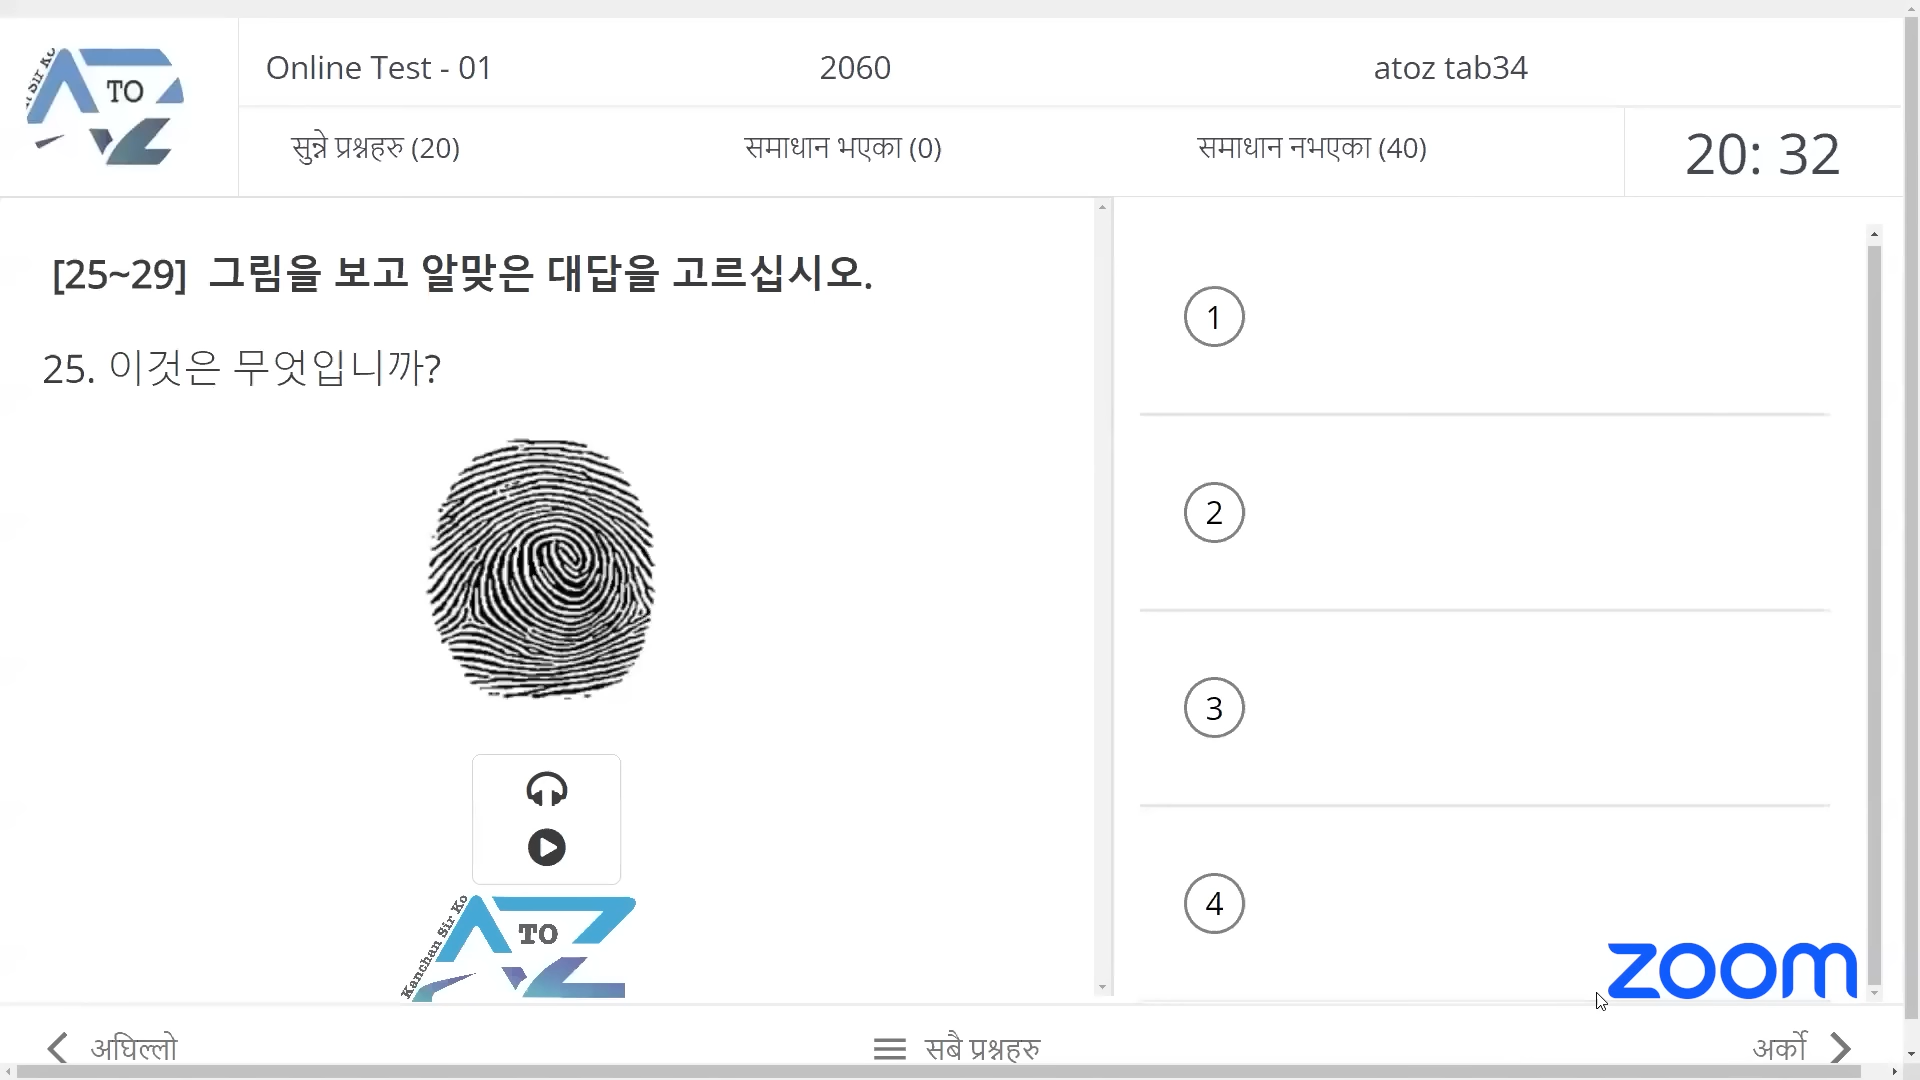 Sir Ko
TO
Online Test - 01
2060
atoz tab34
सुन्ने प्रश्नहरु (20)
समाधान भएका (0)
समाधान नभएका (40)
20: 32
[25~29] 그림을 보고 알맞은 대답을 고르십시오.
25. 이것은 무엇입니까?
1
2
3
4
Kanchan Sir Ko
A TO Z
zoom
अघिल्लो
सबै प्रश्नहरु
अर्को